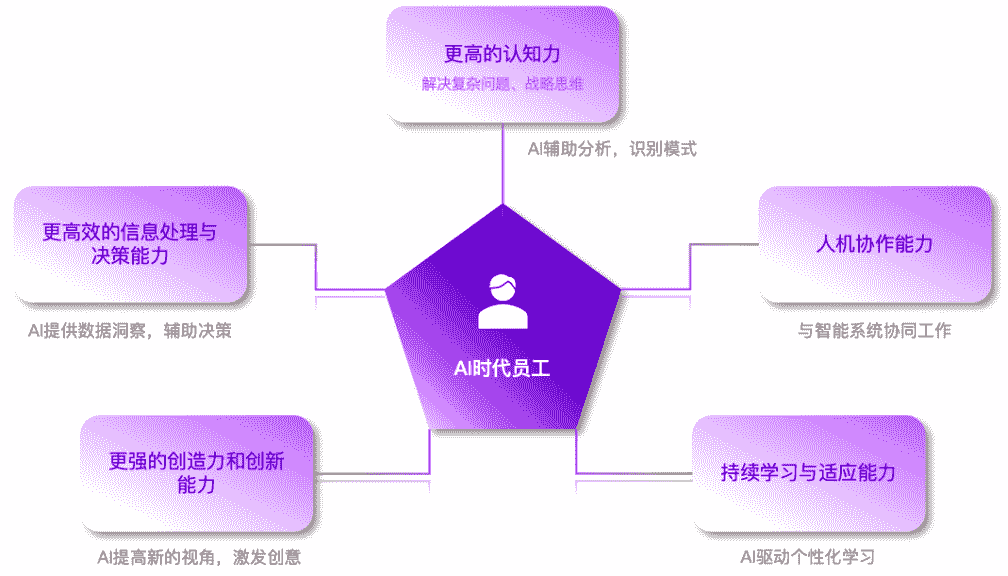 更高的认知力
解决复杂问题、战略思维
AI辅助分析，识别模式
更高效的信息处理与
决策能力
AI提供数据洞察，辅助决策
人机协作能力
与智能系统协同工作
AI时代员工
更强的创造力和创新
能力
AI提高新的视角，激发创意
持续学习与适应能力
AI驱动个性化学习